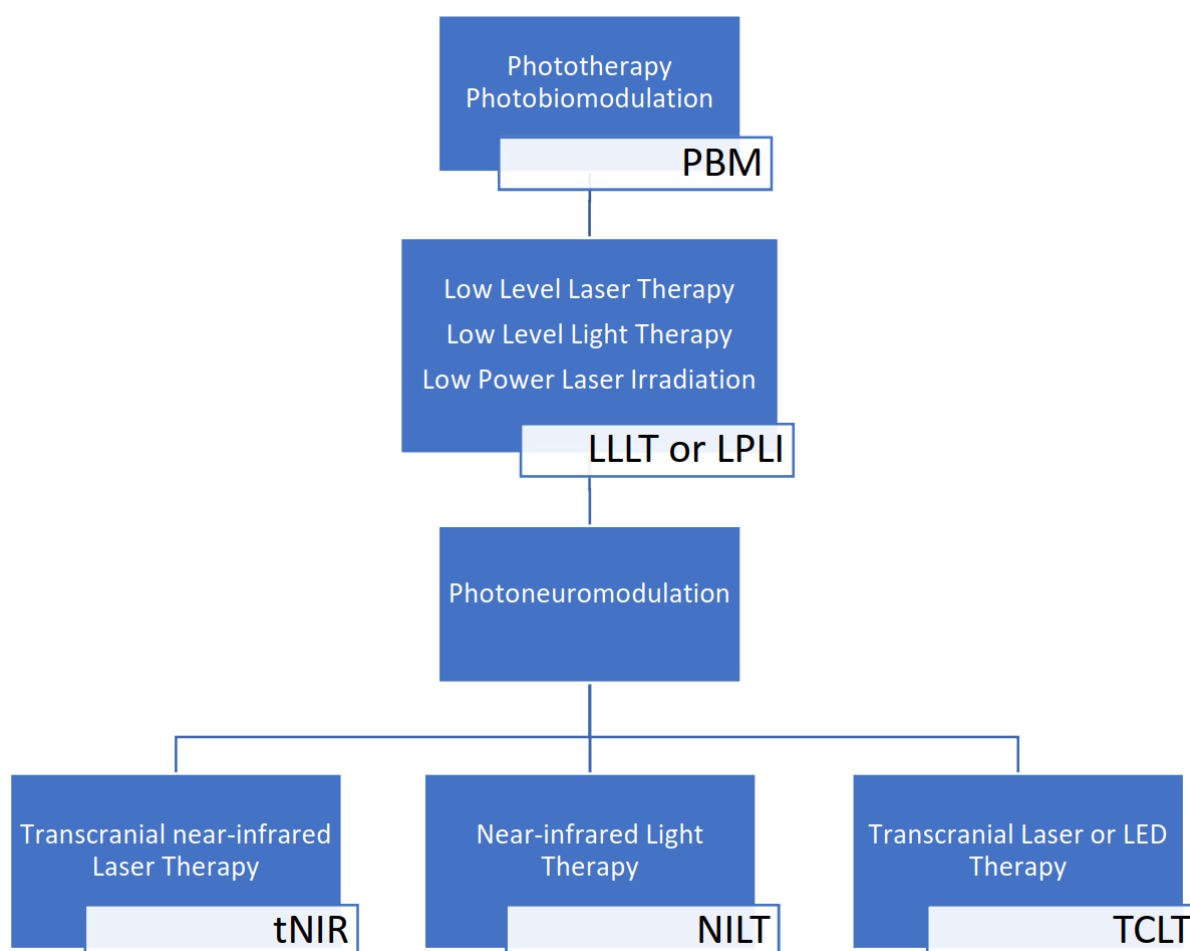 Phototherapy
Photobiomodulation
PBM
Low Level Laser Therapy
Low Level Light Therapy
Low Power Laser Irradiation
LLLT or LPLI
Photoneuromodulation
Transcranial near-infrared
Laser Therapy
tNIR
Near-infrared Light
Therapy
NILT
Transcranial Laser or LED
Therapy
TCLT